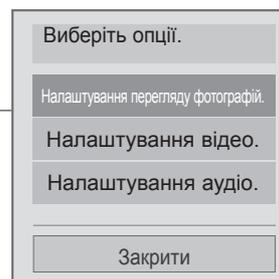 Виберіть опції.
Налаштування перегляду фотографій.
Налаштування відео.
Налаштування аудіо.
Закрити